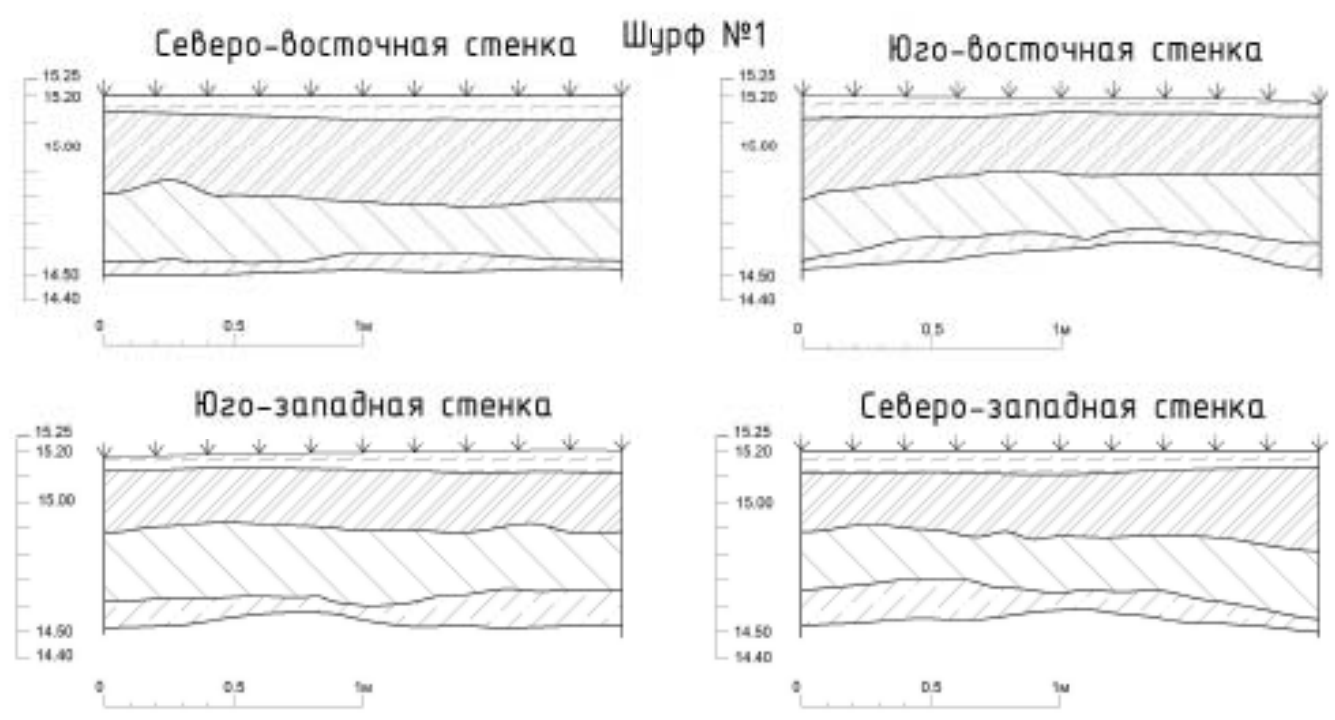 Шурф №1
Северо-восточная стенка
15.25
15.20
15.00
14.50
14.40
0 0.5 1м
Юго-восточная стенка
15.25
15.20
15.00
14.50
14.40
0 0.5 1м
Юго-западная стенка
15.25
15.20
15.00
14.50
14.40
0 0.5 1м
Северо-западная стенка
15.25
15.20
15.00
14.50
14.40
0 0.5 1м